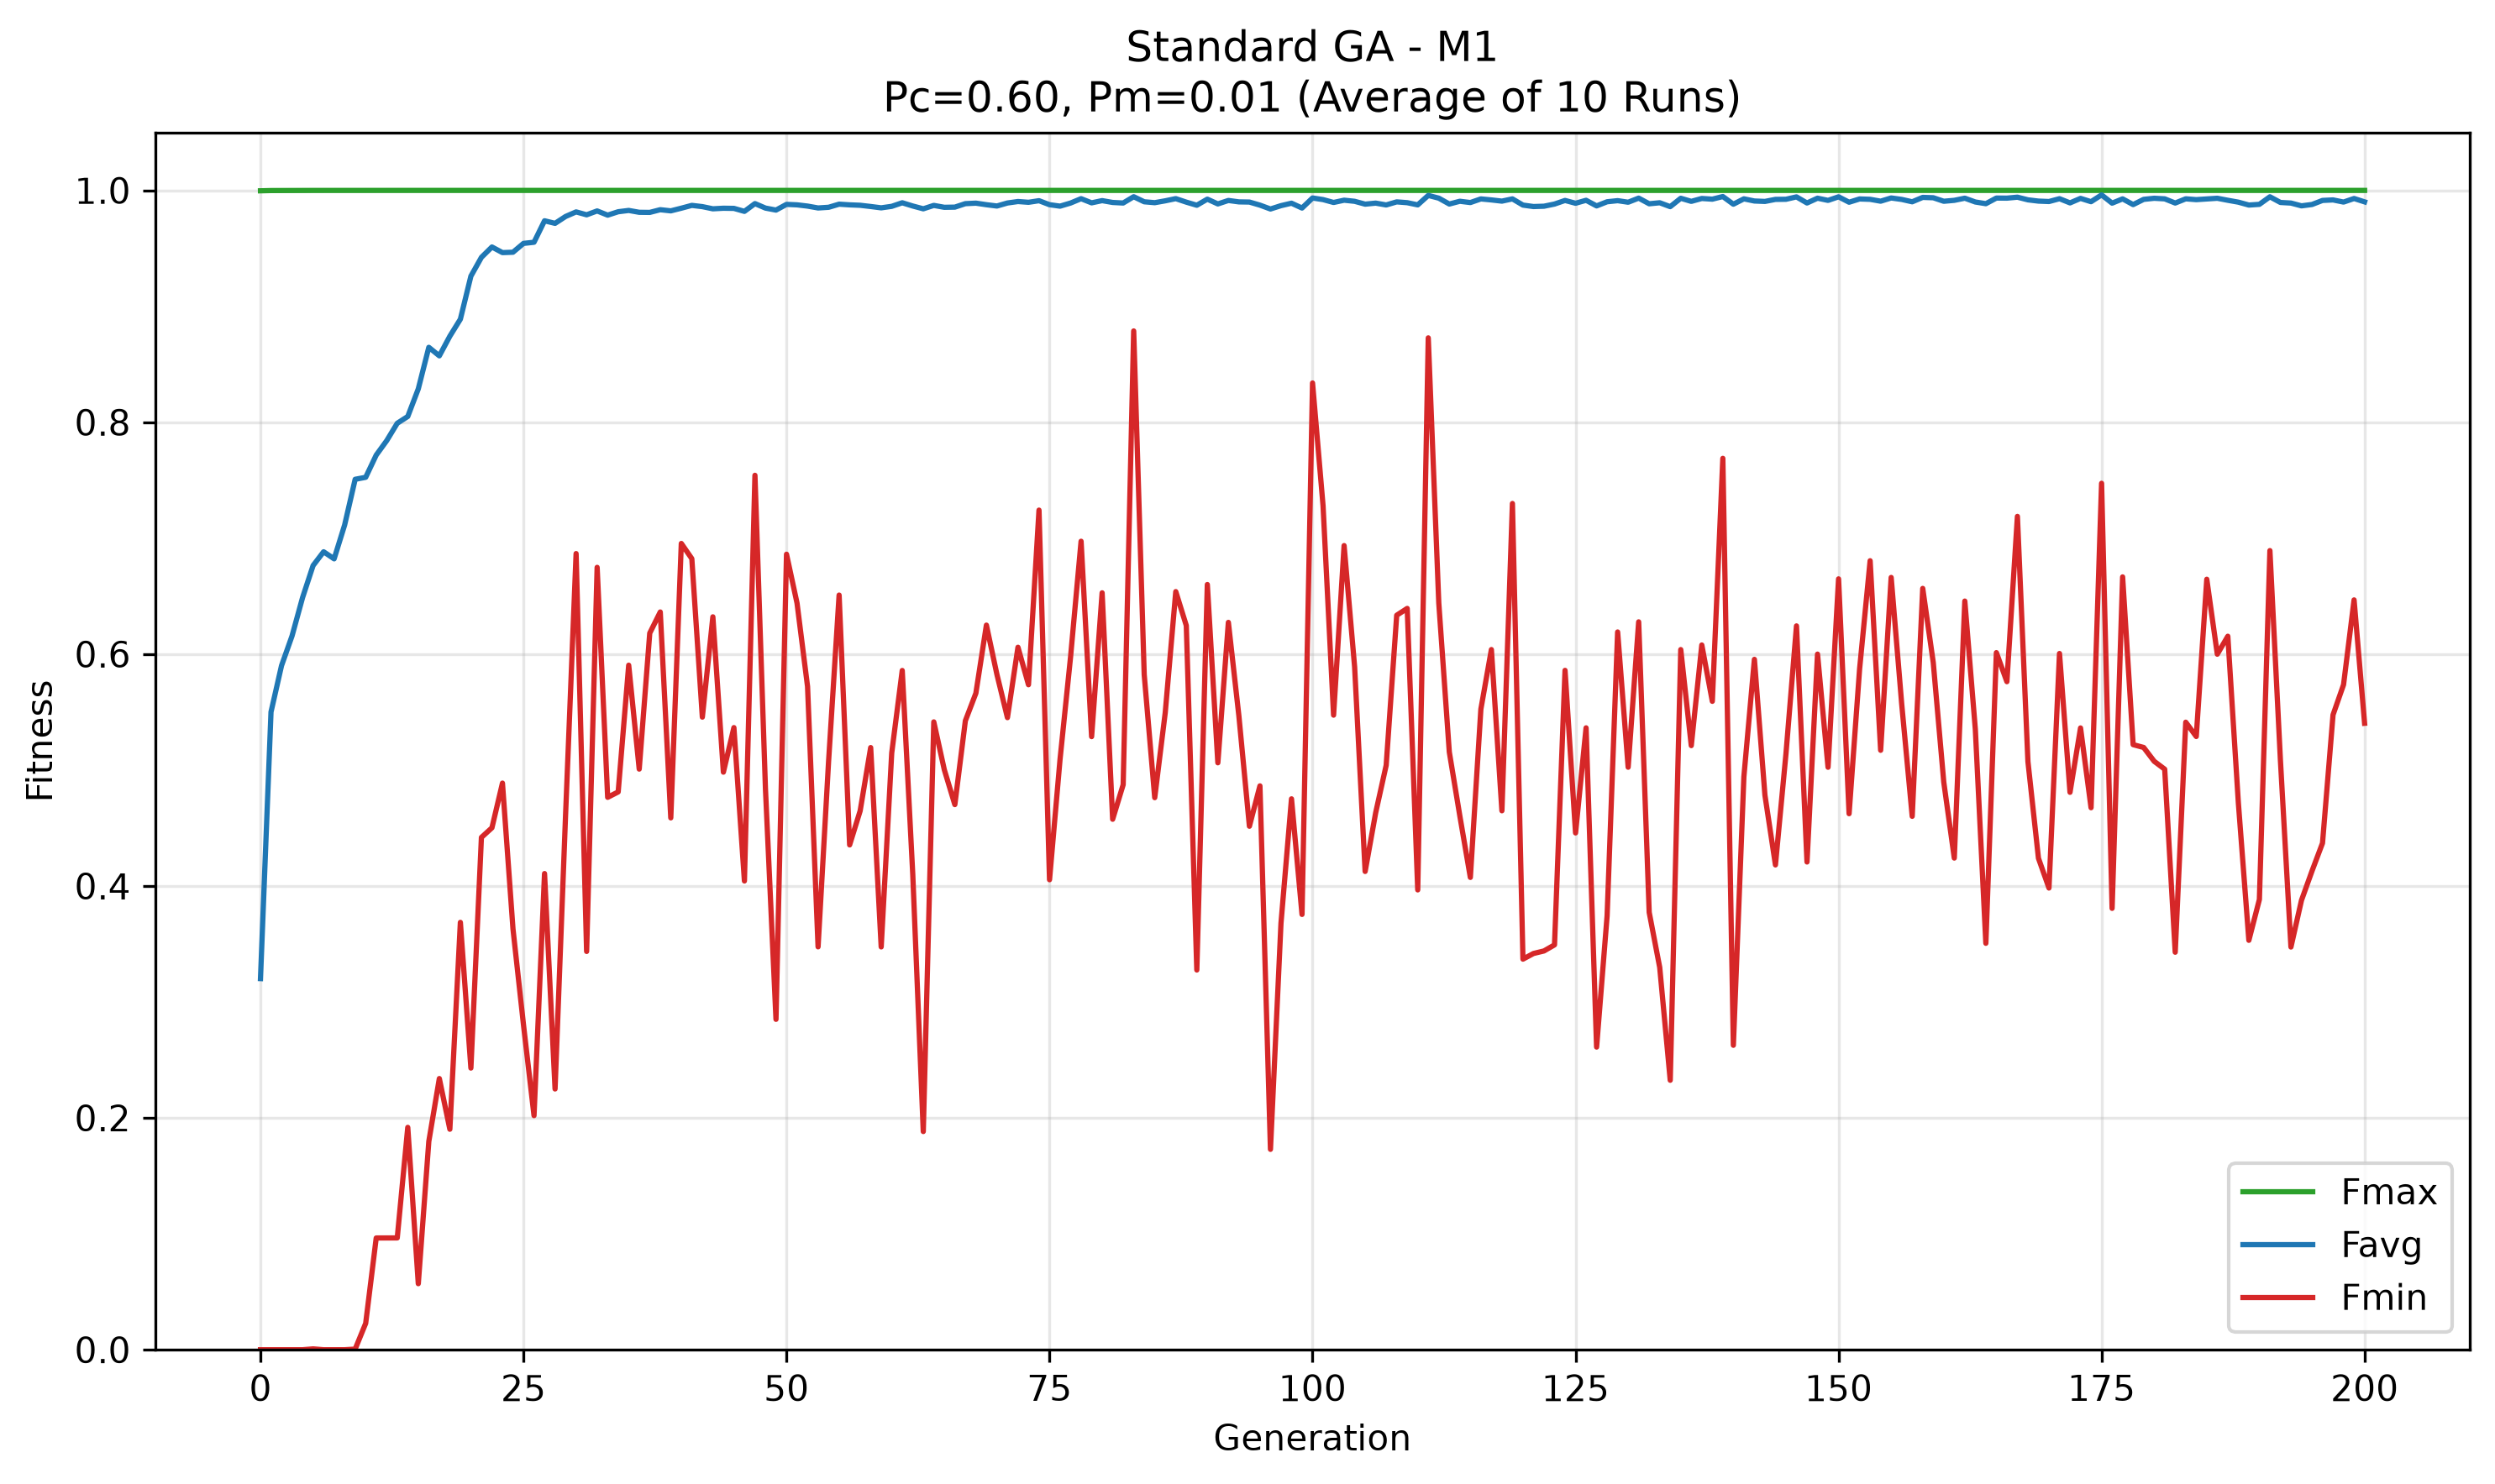 Standard GA - M1
Pc=0.60, Pm=0.01 (Average of 10 Runs)
Fitness
1.0
0.8
0.6
0.4
0.2
0.0
Fmax
Favg
Fmin
0 25 50 75 100 125 150 175 200
Generation